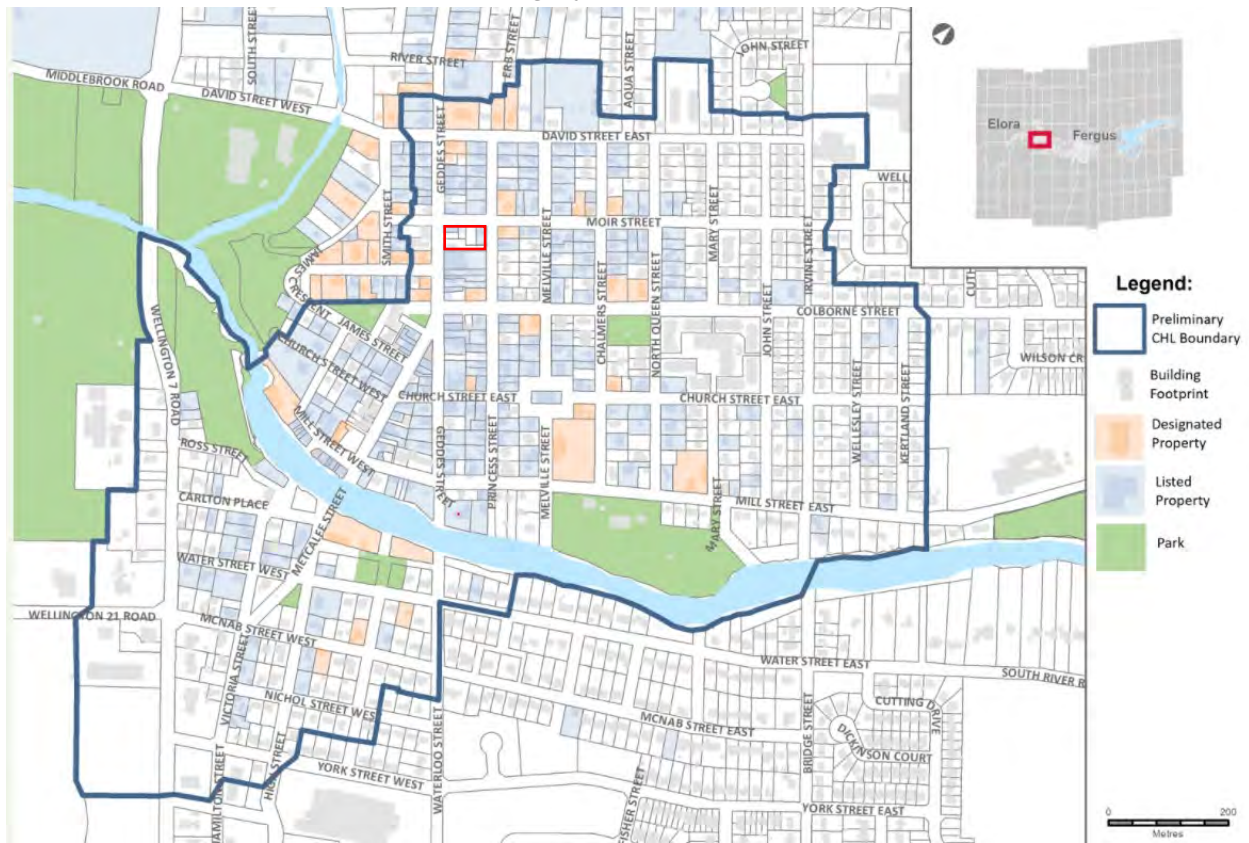 MIDDLEBROOK ROAD
SOUTH STREET
DAVID STREET WEST
RIVER STREET
ERB STREET
AQUA STREET
JOHN STREET
GEDDES STREET
DAVID STREET EAST
SMITH STREET
MOIR STREET
MARY STREET
MELVILLE STREET
IRVINE STREET
WELL
JAMES
CRESCENT
JAMES STREET
CHALMERS STREET
NORTH QUEEN STREET
JOHN STREET
COLBORNE STREET
CUTH
WILSON CR
CHURCH STREET WEST
CHURCH STREET EAST
CHURCH STREET EAST
WELLINGTON 7 ROAD
MILL STREET WEST
GEDDES STREET
PRINCESS STREET
MELVILLE STREET
WELLESLEY STREET
KERTLAND STREET
ROSS STREET
CARLTON PLACE
METCALFE STREET
MARY STREET
MILL STREET EAST
WATER STREET WEST
WELLINGTON 21 ROAD
MCNAB STREET WEST
WATER STREET EAST
SOUTH RIVER R
VICTORIA STREET
NICHOL STREET WEST
MCNAB STREET EAST
BRIDGE STREET
CUTTING DRIVE
DICKINSON COURT
HIGH STREET
YORK STREET WEST
WATERLOO STREET
HAMILTON STREET
FISHER STREET
YORK STREET EAST
Elora
Fergus
Legend:
Preliminary
CHL Boundary
Building
Footprint
Designated
Property
Listed
Property
Park
0 200
Metres